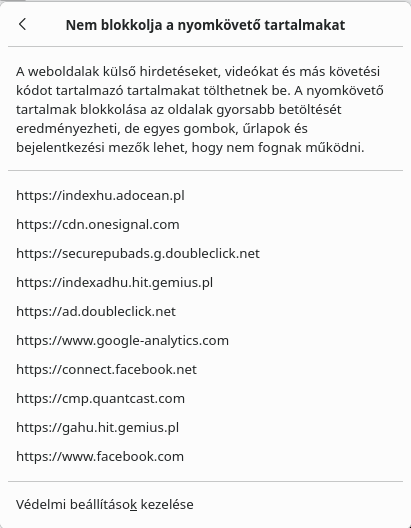 Nem blokkolja a nyomkövető tartalmakat
A weboldalak külső hirdetéseket, videókat és más követési
kódot tartalmazó tartalmakat tölthetnek be. A nyomkövető
tartalmak blokkolása az oldalak gyorsabb betöltését
eredményezheti, de egyes gombok, űrlapok és
bejelentkezési mezők lehet, hogy nem fognak működni.
https://indexhu.adocean.pl
https://cdn.onesignal.com
https://securepubads.g.doubleclick.net
https://indexadhu.hit.gemius.pl
https://ad.doubleclick.net
https://www.google-analytics.com
https://connect.facebook.net
https://cmp.quantcast.com
https://gahu.hit.gemius.pl
https://www.facebook.com
Védelmi beállítások kezelése